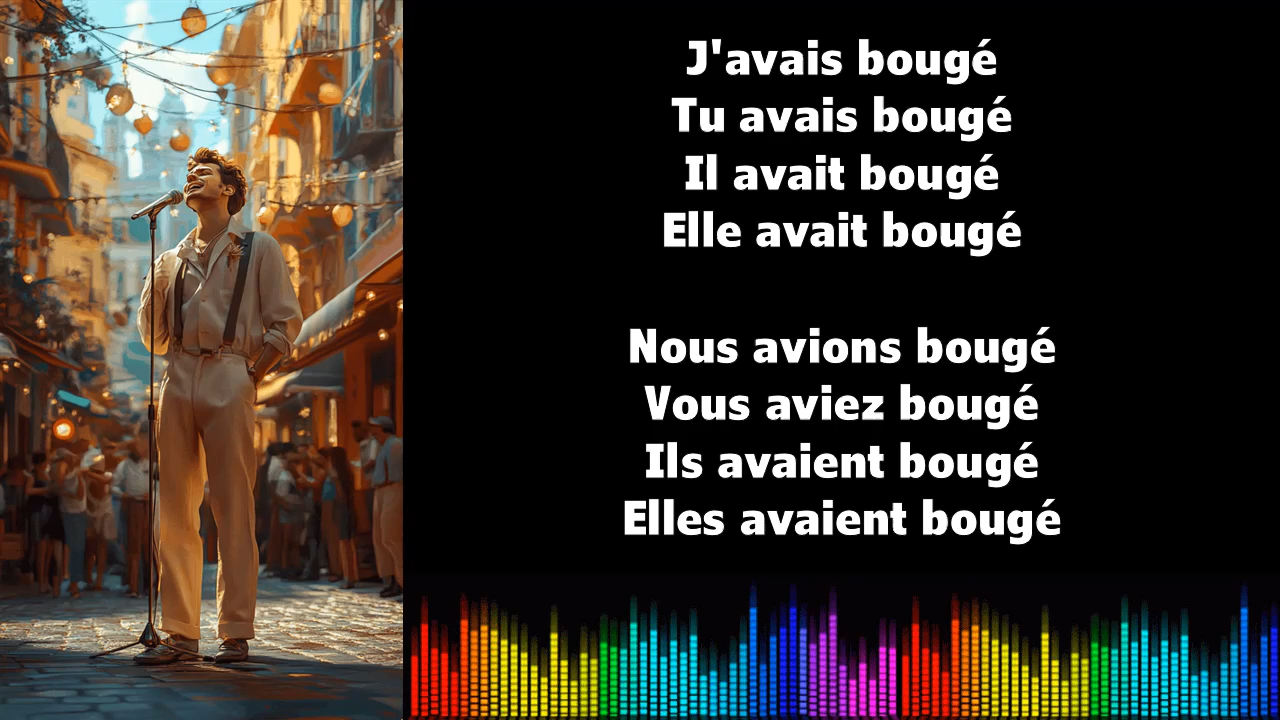 J'avais bougé
Tu avais bougé
Il avait bougé
Elle avait bougé
Nous avions bougé
Vous aviez bougé
Ils avaient bougé
Elles avaient bougé